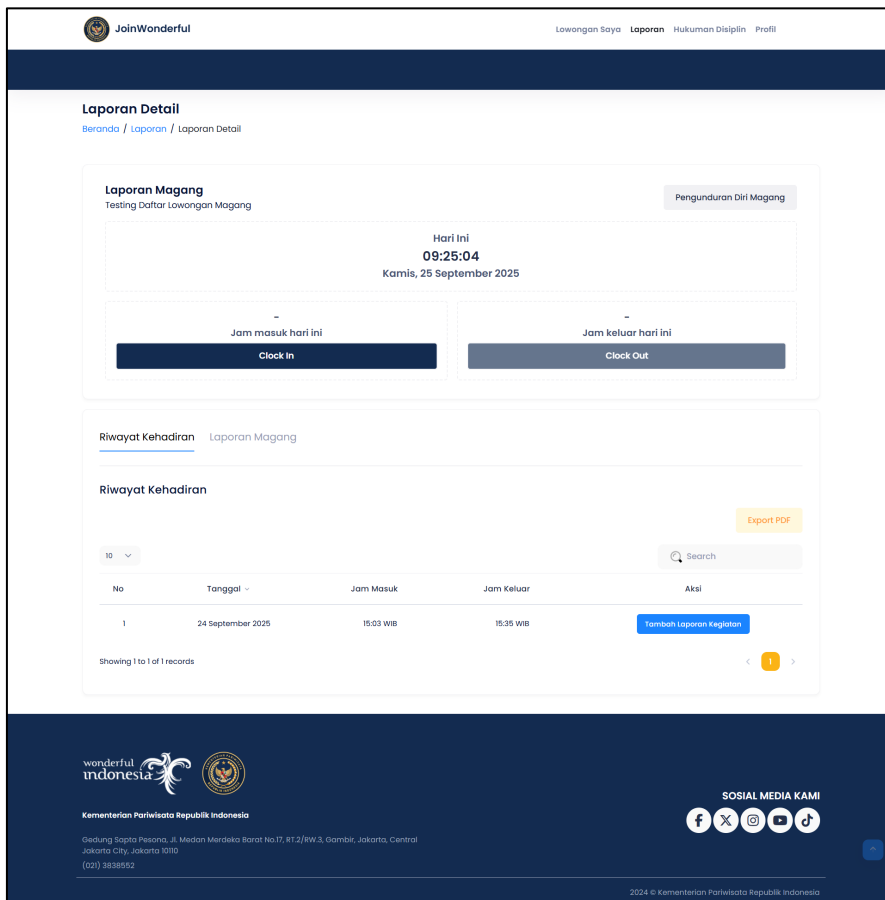 JoinWonderful
Lowongan Saya Laporan Hukuman Disiplin Profil
Laporan Detail
Beranda / Laporan / Laporan Detail
Laporan Magang
Testing Daftar Lowongan Magang
Pengunduran Diri Magang
Hari Ini
09:25:04
Kamis, 25 September 2025
-
Jam masuk hari ini
Clock In
-
Jam keluar hari ini
Clock Out
Riwayat Kehadiran Laporan Magang
Riwayat Kehadiran
Export PDF
10
Search
No Tanggal Jam Masuk Jam Keluar Aksi
1 24 September 2025 15:03 WIB 15:35 WIB Tambah Laporan Kegiatan
Showing 1 to 1 of 1 records
< 1 >
wonderful
indonesia
Kementerian Pariwisata Republik Indonesia
Gedung Sapta Pesona, Jl. Medan Merdeka Barat No.17, RT.2/RW.3, Gambir, Jakarta, Central
Jakarta City, Jakarta 10110
(021) 3838552
SOSIAL MEDIA KAMI
2024 © Kementerian Pariwisata Republik Indonesia